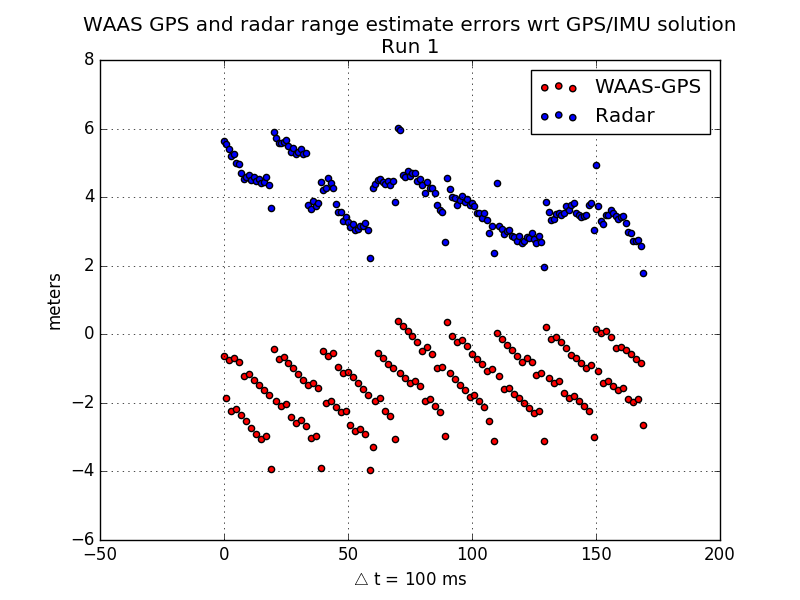 WAAS GPS and radar range estimate errors wrt GPS/IMU solution
Run 1
WAAS-GPS
Radar
8
6
4
2
0
−2
−4
−6
meters
−50
0
50
100
150
200
△ t = 100 ms